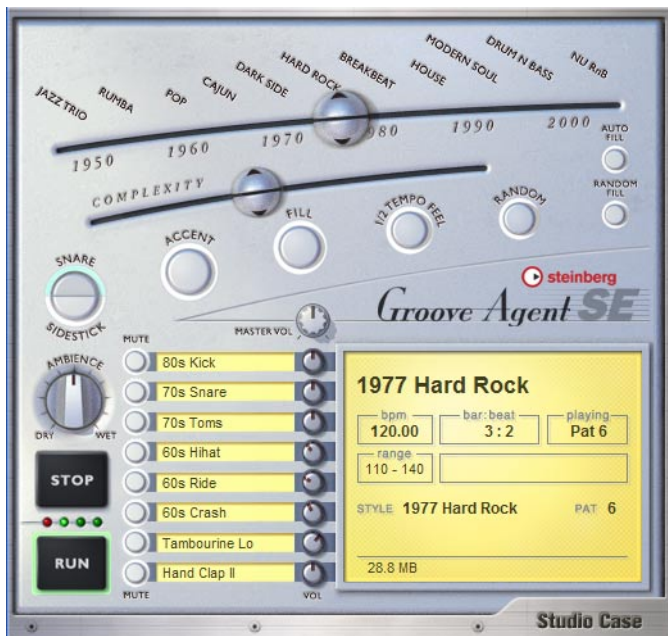 JAZZ TRIO
RUMBA
POP
CAJUN
DARK SIDE
HARD ROCK
BREAKBEAT
HOUSE
MODERN SOUL
DRUM N BASS
NU RnB
1950
1960
1970
980
1990
2000
AUTO
FILL
COMPLEXITY
RANDOM
FILL
ACCENT
FILL
1/2 TEMPO FEEL
RANDOM
SNARE
SIDESTICK
steinberg
Groove Agent SE
MASTER VOL
MUTE
AMBIENCE
DRY
WET
80s Kick
70s Snare
70s Toms
60s Hihat
60s Ride
60s Crash
Tambourine Lo
Hand Clap II
MUTE
VOL
STOP
RUN
1977 Hard Rock
bpm
120.00
bar:beat
3 : 2
playing
Pat 6
range
110 - 140
STYLE 1977 Hard Rock PAT 6
28.8 MB
Studio Case